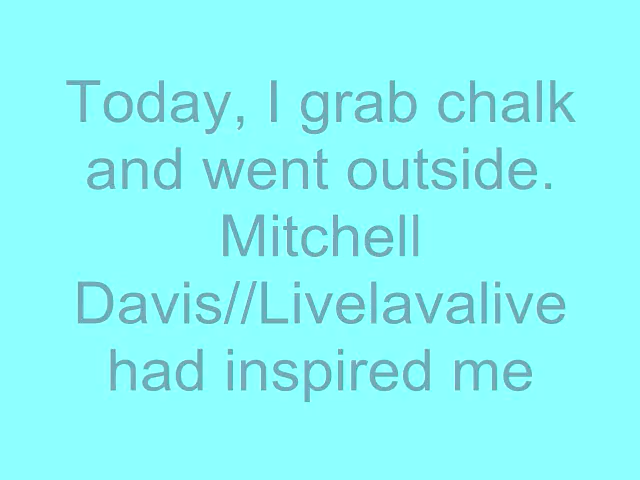 Today, I grab chalk
and went outside.
Mitchell
Davis//Livelavalive
had inspired me